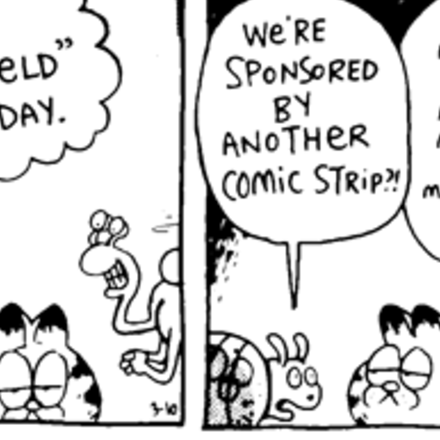 ELD"
DAY.
3-10
WE'RE
SPONSORED
BY
ANOTHER
COMIC STRIP?!
M